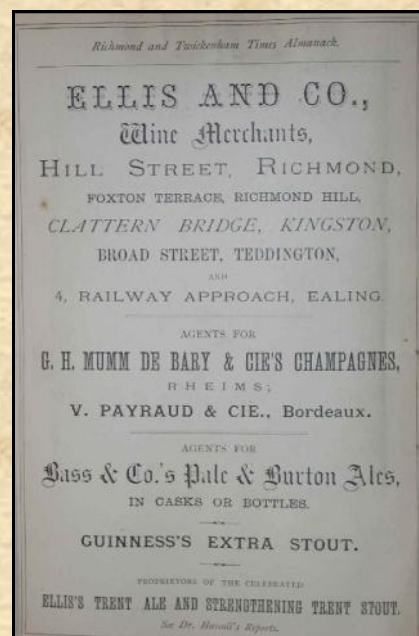 Richmond and Twickenham Times Almanack.
ELLIS AND CO.,
Wine Merchants,
HILL STREET, RICHMOND,
FOXTON TERRACE, RICHMOND HILL,
CLATTERN BRIDGE, KINGSTON,
BROAD STREET, TEDDINGTON,
AND
4, RAILWAY APPROACH, EALING.
AGENTS FOR
G. H. MUMM DE BARY & CIE'S CHAMPAGNES,
RHEIMS;
V. PAYRAUD & CIE., Bordeaux.
AGENTS FOR
Bass & Co.'s Pale & Burton Ales,
IN CASKS OR BOTTLES.
GUINNESS'S EXTRA STOUT.
PROPRIETORS OF THE CELEBRATED
ELLIS'S TRENT ALE AND STRENGTHENING TRENT STOUT.
See Dr. Hassall's Reports.